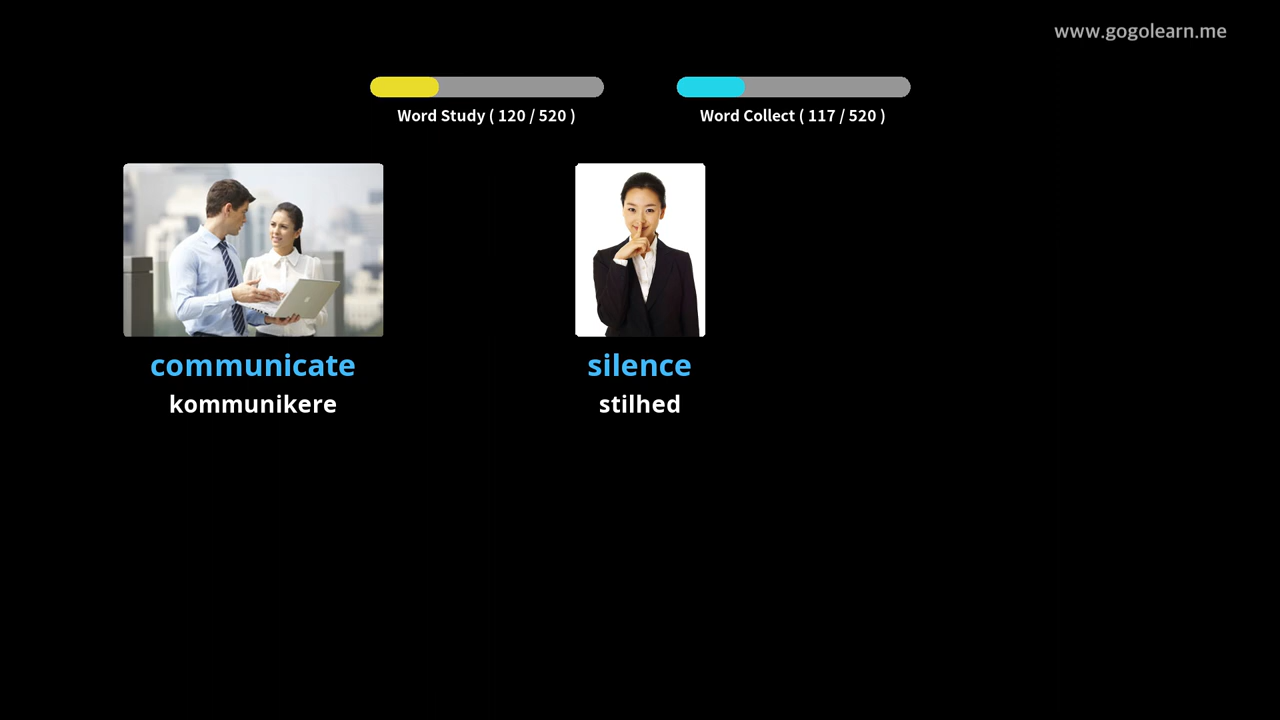 www.gogolearn.me
Word Study ( 120 / 520 )
Word Collect ( 117 / 520 )
communicate
kommunikere
silence
stilhed